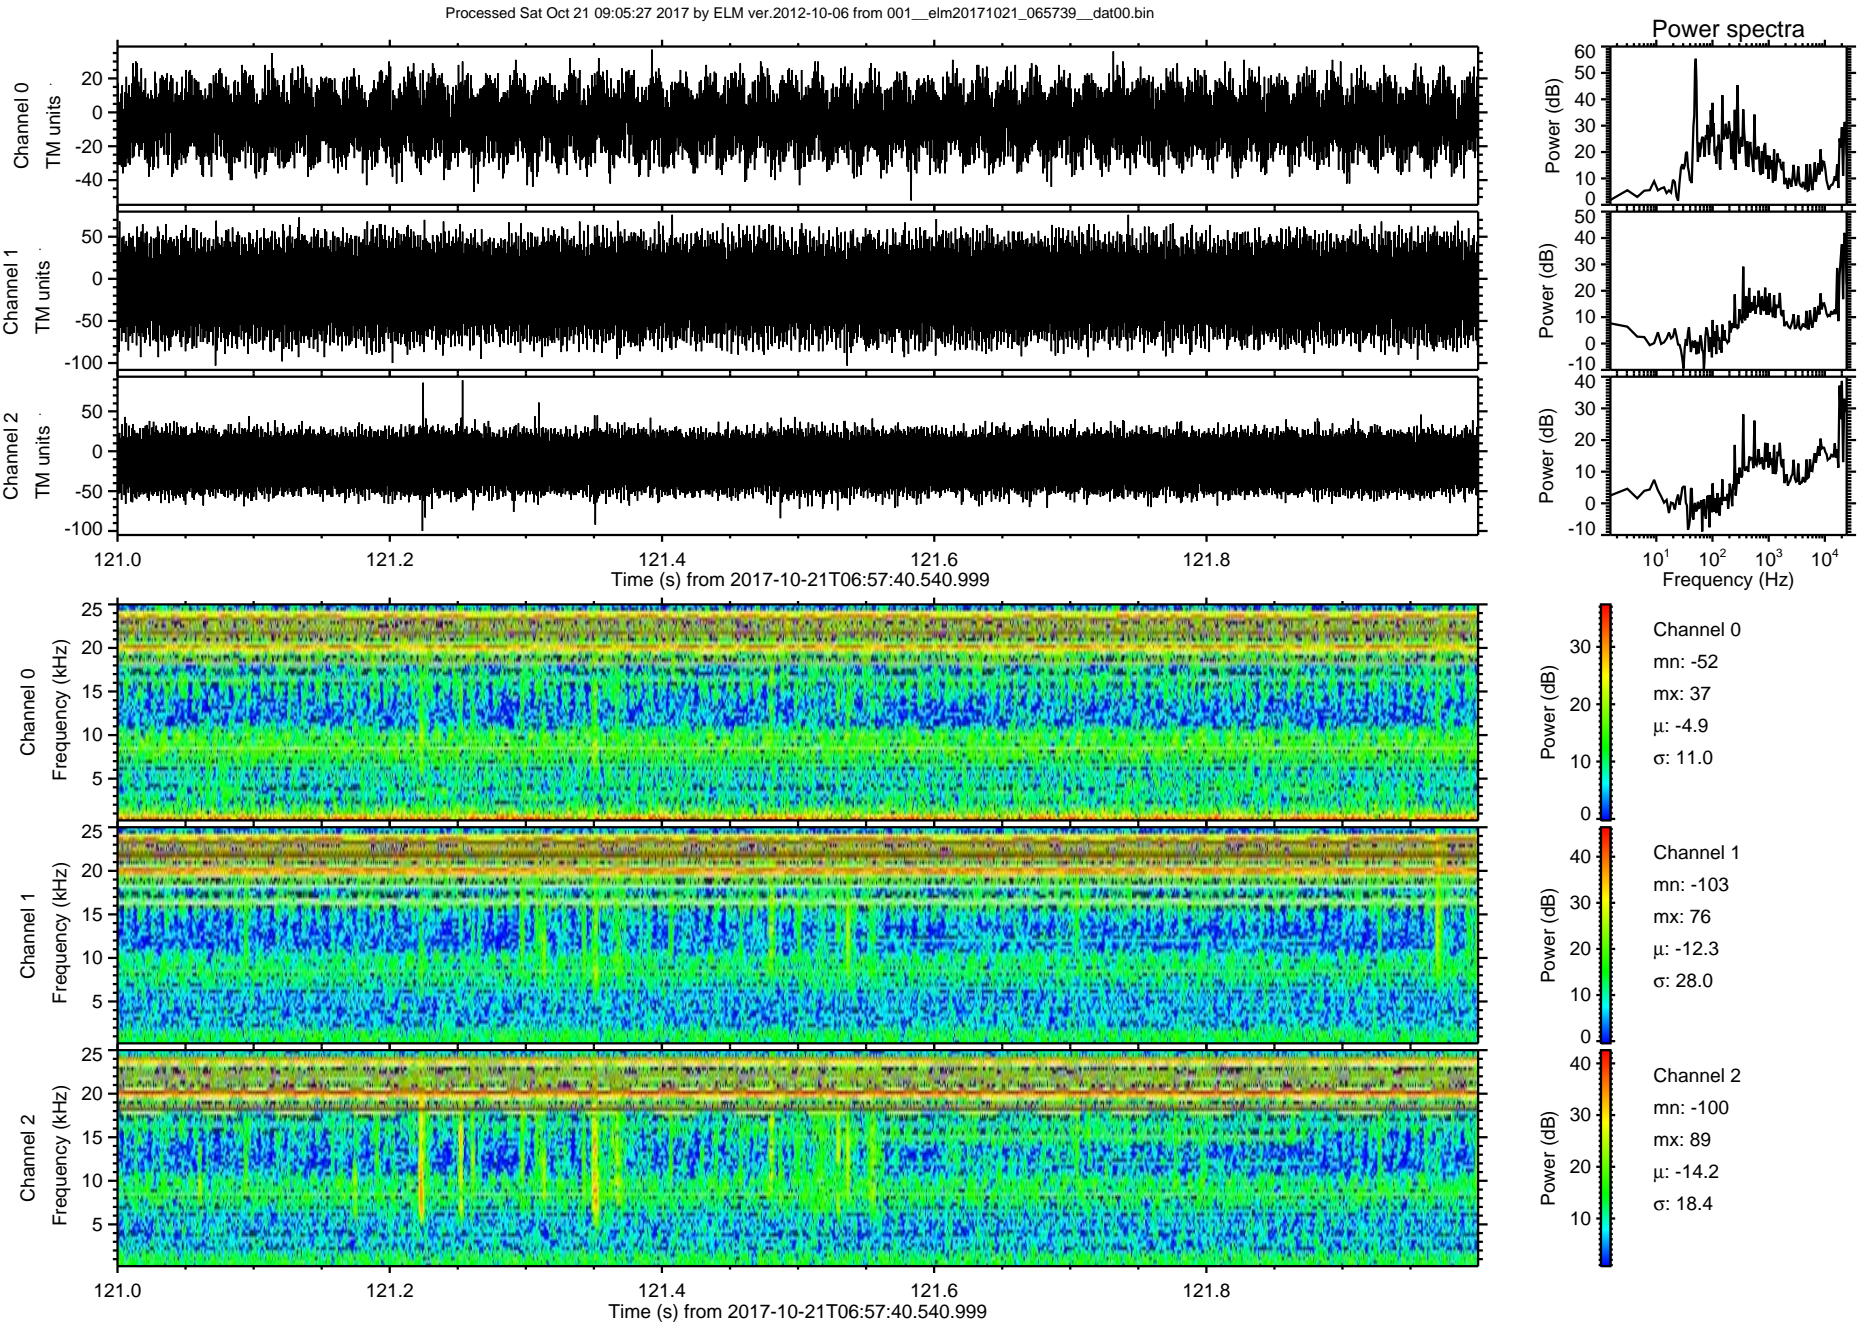 Processed Sat Oct 21 09:05:27 2017 by ELM ver.2012-10-06 from 001__elm20171021_065739__dat00.bin
Power spectra
Channel 0
TM units
20
0
-20
-40
Power (dB)
60
50
40
30
20
10
0
Channel 1
TM units
50
0
-50
-100
Power (dB)
50
40
30
20
10
0
-10
Channel 2
TM units
50
0
-50
-100
Power (dB)
40
30
20
10
0
-10
121.0 121.2 121.4 121.6 121.8
Time (s) from 2017-10-21T06:57:40.540.999
10¹ 10² 10³ 10⁴
Frequency (Hz)
Channel 0
Frequency (kHz)
25
20
15
10
5
Power (dB)
30
20
10
0
Channel 0
mn: -52
mx: 37
μ: -4.9
σ: 11.0
Channel 1
Frequency (kHz)
25
20
15
10
5
Power (dB)
40
30
20
10
0
Channel 1
mn: -103
mx: 76
μ: -12.3
σ: 28.0
Channel 2
Frequency (kHz)
25
20
15
10
5
Power (dB)
40
30
20
10
Channel 2
mn: -100
mx: 89
μ: -14.2
σ: 18.4
121.0 121.2 121.4 121.6 121.8
Time (s) from 2017-10-21T06:57:40.540.999